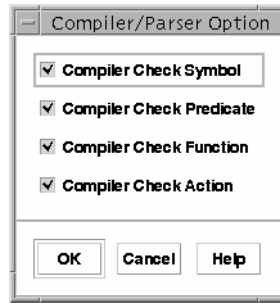 Compiler/Parser Option
Compiler Check Symbol
Compiler Check Predicate
Compiler Check Function
Compiler Check Action
OK Cancel Help